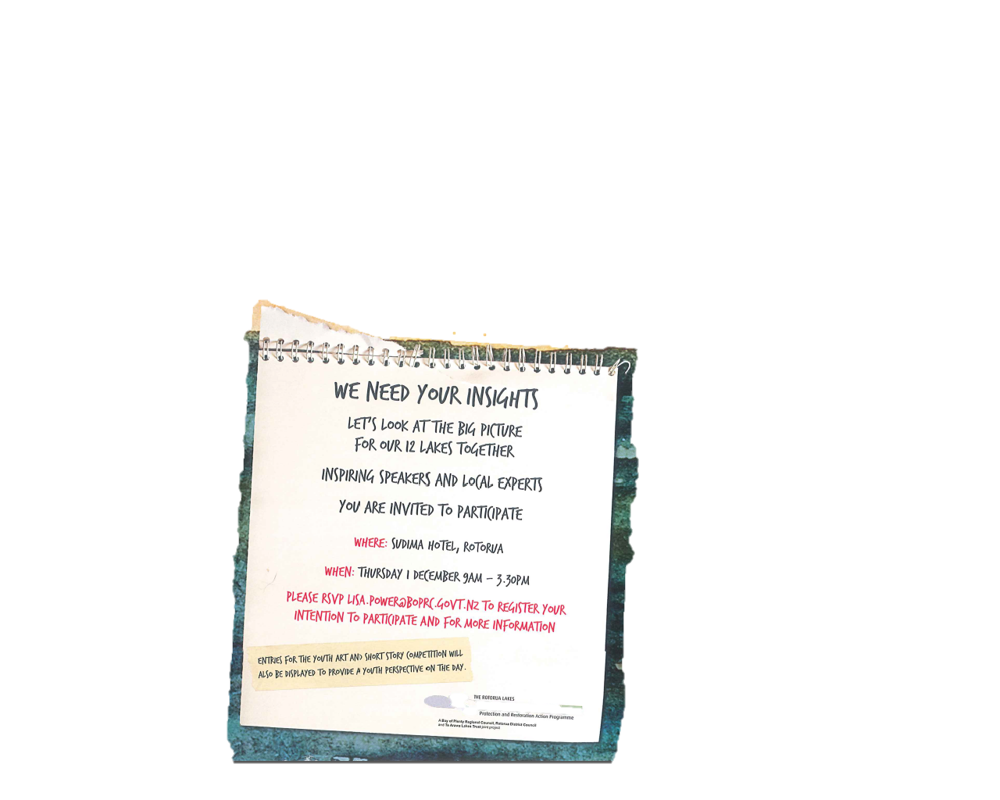 WE NEED YOUR INSIGHTS
LET'S LOOK AT THE BIG PICTURE
FOR OUR 12 LAKES TOGETHER
INSPIRING SPEAKERS AND LOCAL EXPERTS
YOU ARE INVITED TO PARTICIPATE
WHERE: SUDIMA HOTEL, ROTORUA
WHEN: THURSDAY 1 DECEMBER 9AM – 3.30PM
PLEASE RSVP LISA.POWER@BOPRC.GOVT.NZ TO REGISTER YOUR
INTENTION TO PARTICIPATE AND FOR MORE INFORMATION
ENTRIES FOR THE YOUTH ART AND SHORT STORY COMPETITION WILL
ALSO BE DISPLAYED TO PROVIDE A YOUTH PERSPECTIVE ON THE DAY.
THE ROTORUA LAKES
Protection and Restoration Action Programme
A Bay of Plenty Regional Council, Rotorua District Council
and Te Arawa Lakes Trust joint project